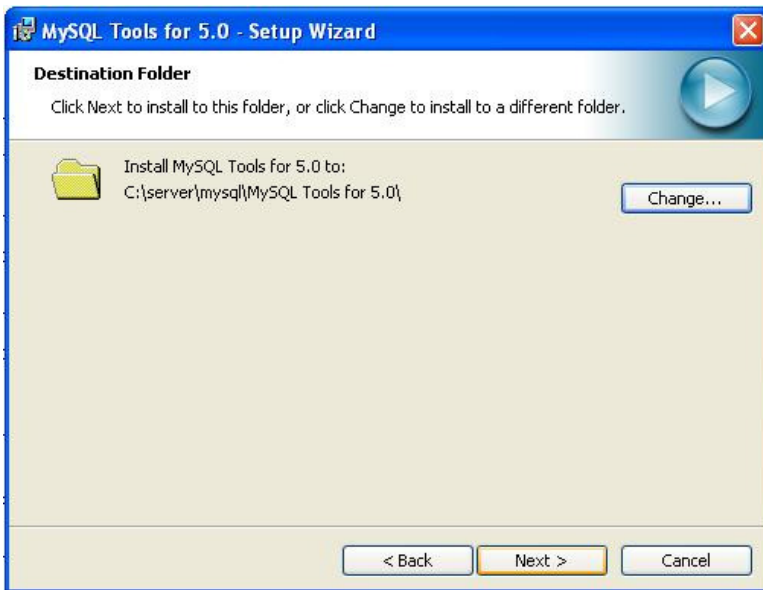 MySQL Tools for 5.0 - Setup Wizard
Destination Folder
Click Next to install to this folder, or click Change to install to a different folder.
Install MySQL Tools for 5.0 to:
C:\server\mysql\MySQL Tools for 5.0\
Change...
< Back
Next >
Cancel